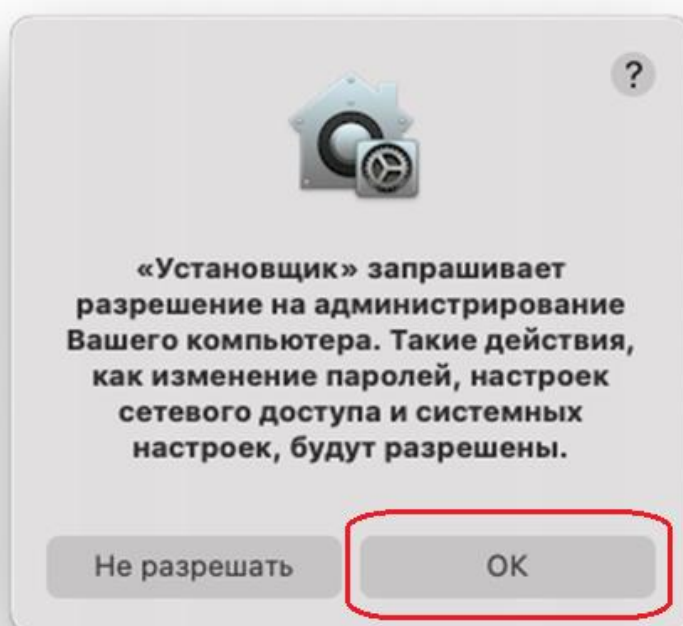 ?
«Установщик» запрашивает
разрешение на администрирование
Вашего компьютера. Такие действия,
как изменение паролей, настроек
сетевого доступа и системных
настроек, будут разрешены.
Не разрешать
ОК